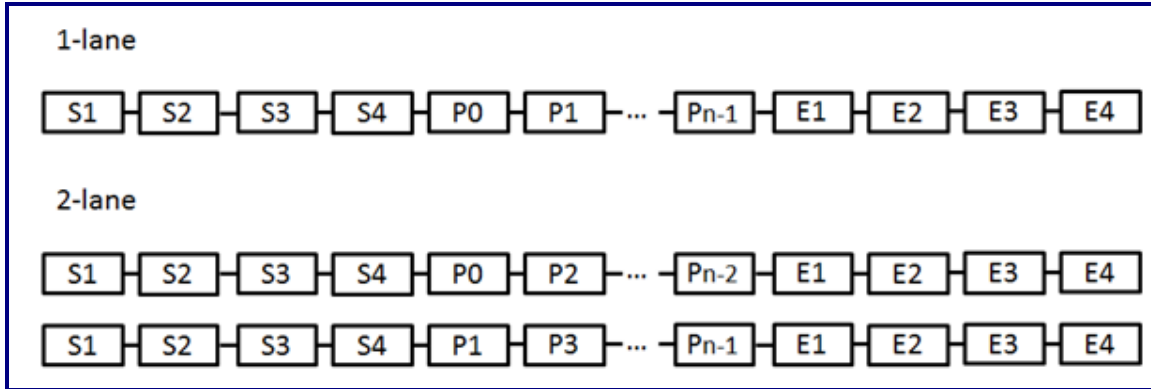 1-lane
S1 S2 S3 S4 P0 P1 ... Pn-1 E1 E2 E3 E4
2-lane
S1 S2 S3 S4 P0 P2 ... Pn-2 E1 E2 E3 E4
S1 S2 S3 S4 P1 P3 ... Pn-1 E1 E2 E3 E4